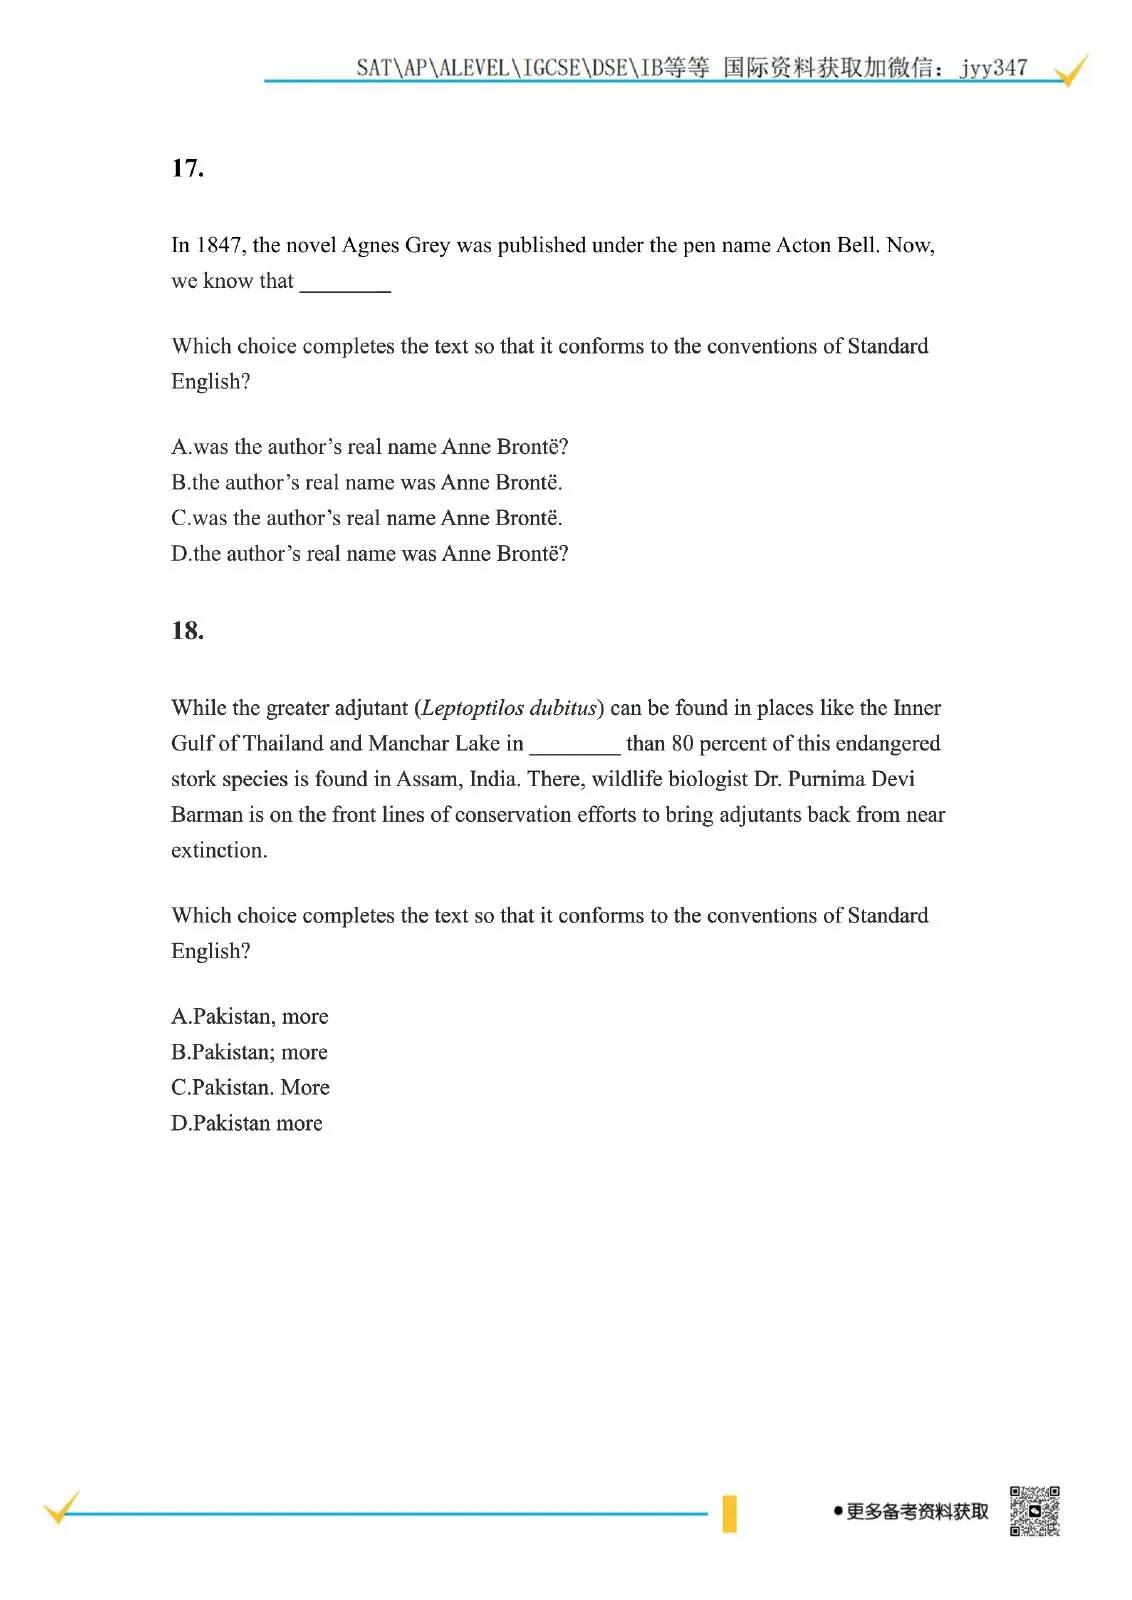 SAT\AP\ALEVEL\IGCSE\DSE\IB等等 国际资料获取加微信：jyy347
17.
In 1847, the novel Agnes Grey was published under the pen name Acton Bell. Now,
we know that ________
Which choice completes the text so that it conforms to the conventions of Standard
English?
A.was the author’s real name Anne Brontë?
B.the author’s real name was Anne Brontë.
C.was the author’s real name Anne Brontë.
D.the author’s real name was Anne Brontë?
18.
While the greater adjutant (Leptoptilos dubitus) can be found in places like the Inner
Gulf of Thailand and Manchar Lake in ________ than 80 percent of this endangered
stork species is found in Assam, India. There, wildlife biologist Dr. Purnima Devi
Barman is on the front lines of conservation efforts to bring adjutants back from near
extinction.
Which choice completes the text so that it conforms to the conventions of Standard
English?
A.Pakistan, more
B.Pakistan; more
C.Pakistan. More
D.Pakistan more
•更多备考资料获取